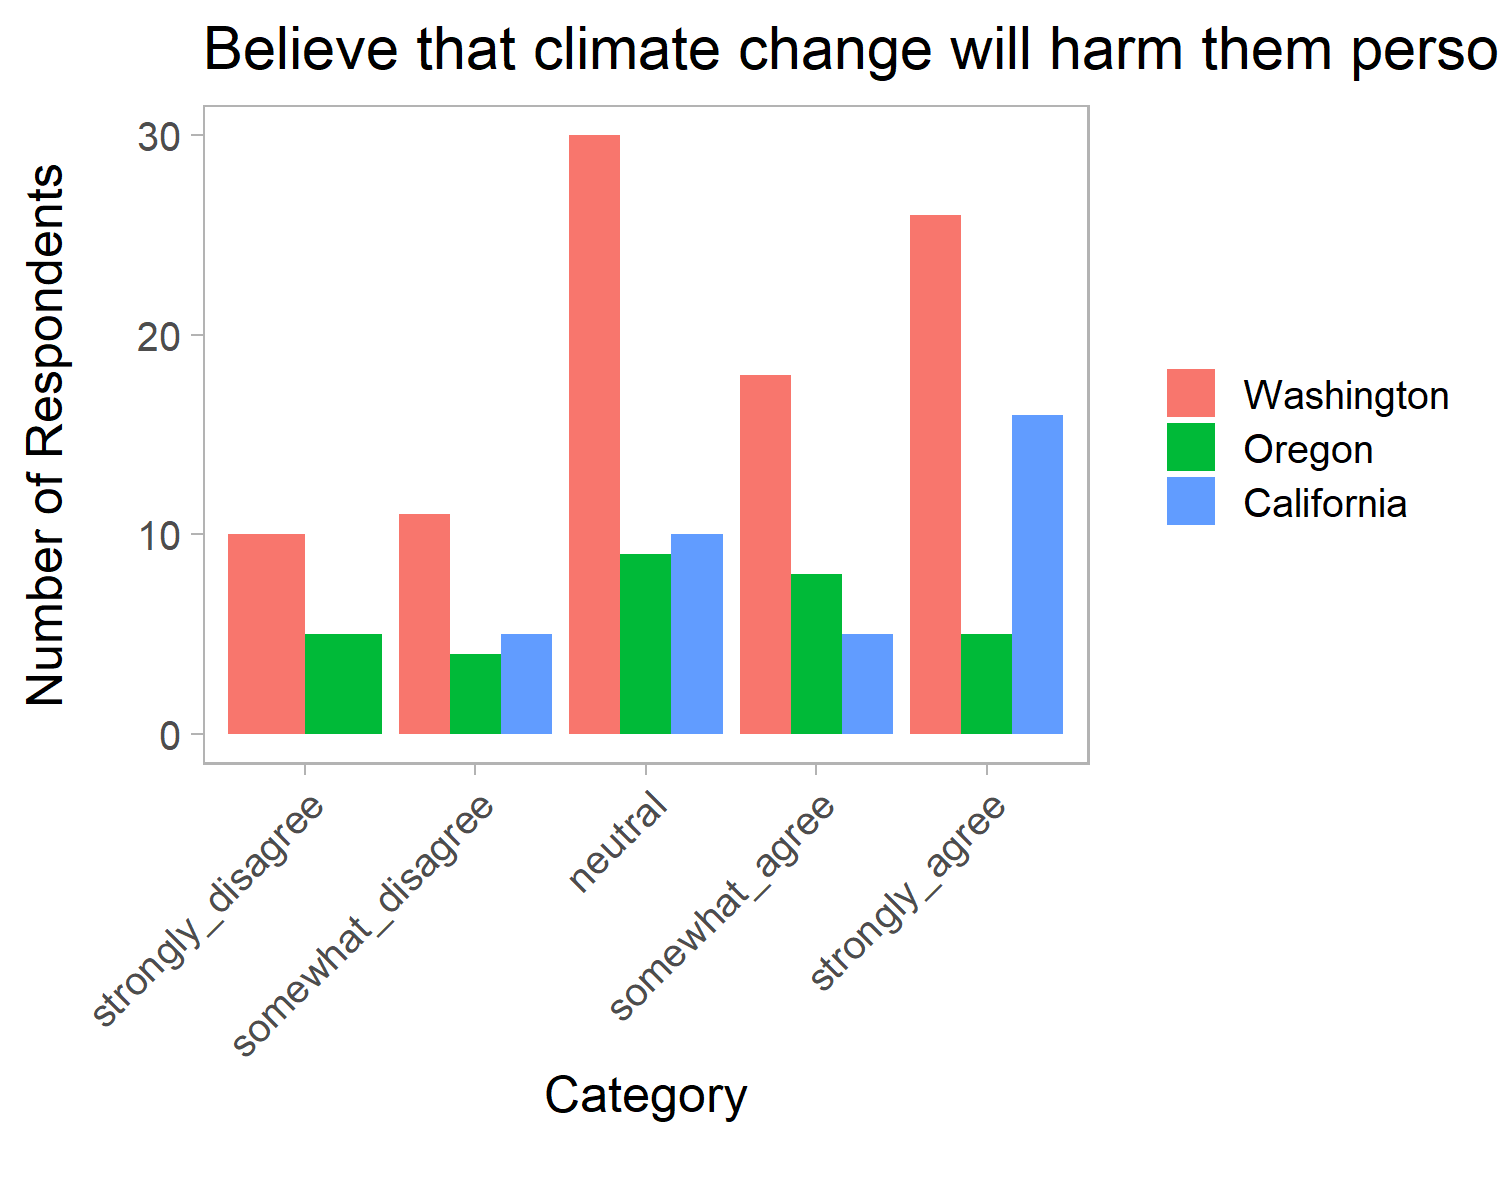 Believe that climate change will harm them perso
Number of Respondents
30
20
10
0
strongly_disagree
somewhat_disagree
neutral
somewhat_agree
strongly_agree
Category
Washington
Oregon
California